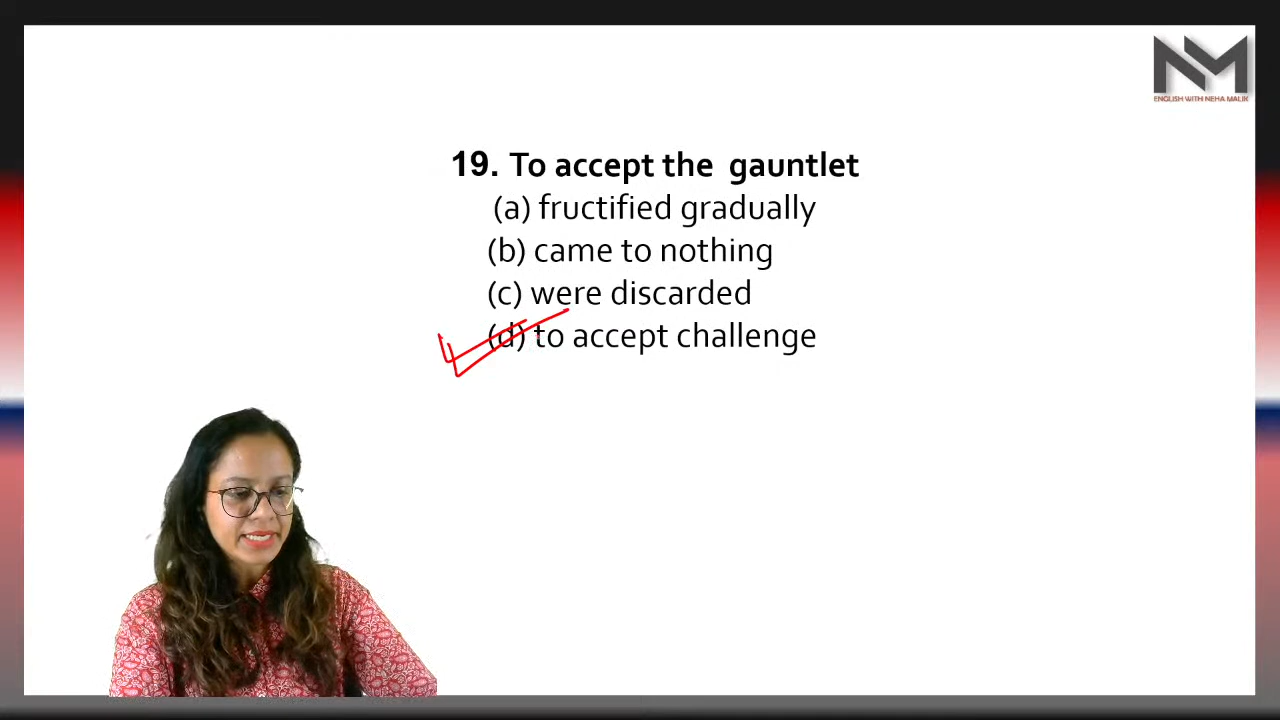 NM
ENGLISH WITH NEHA MALIK
19. To accept the gauntlet
(a) fructified gradually
(b) came to nothing
(c) were discarded
(d) to accept challenge